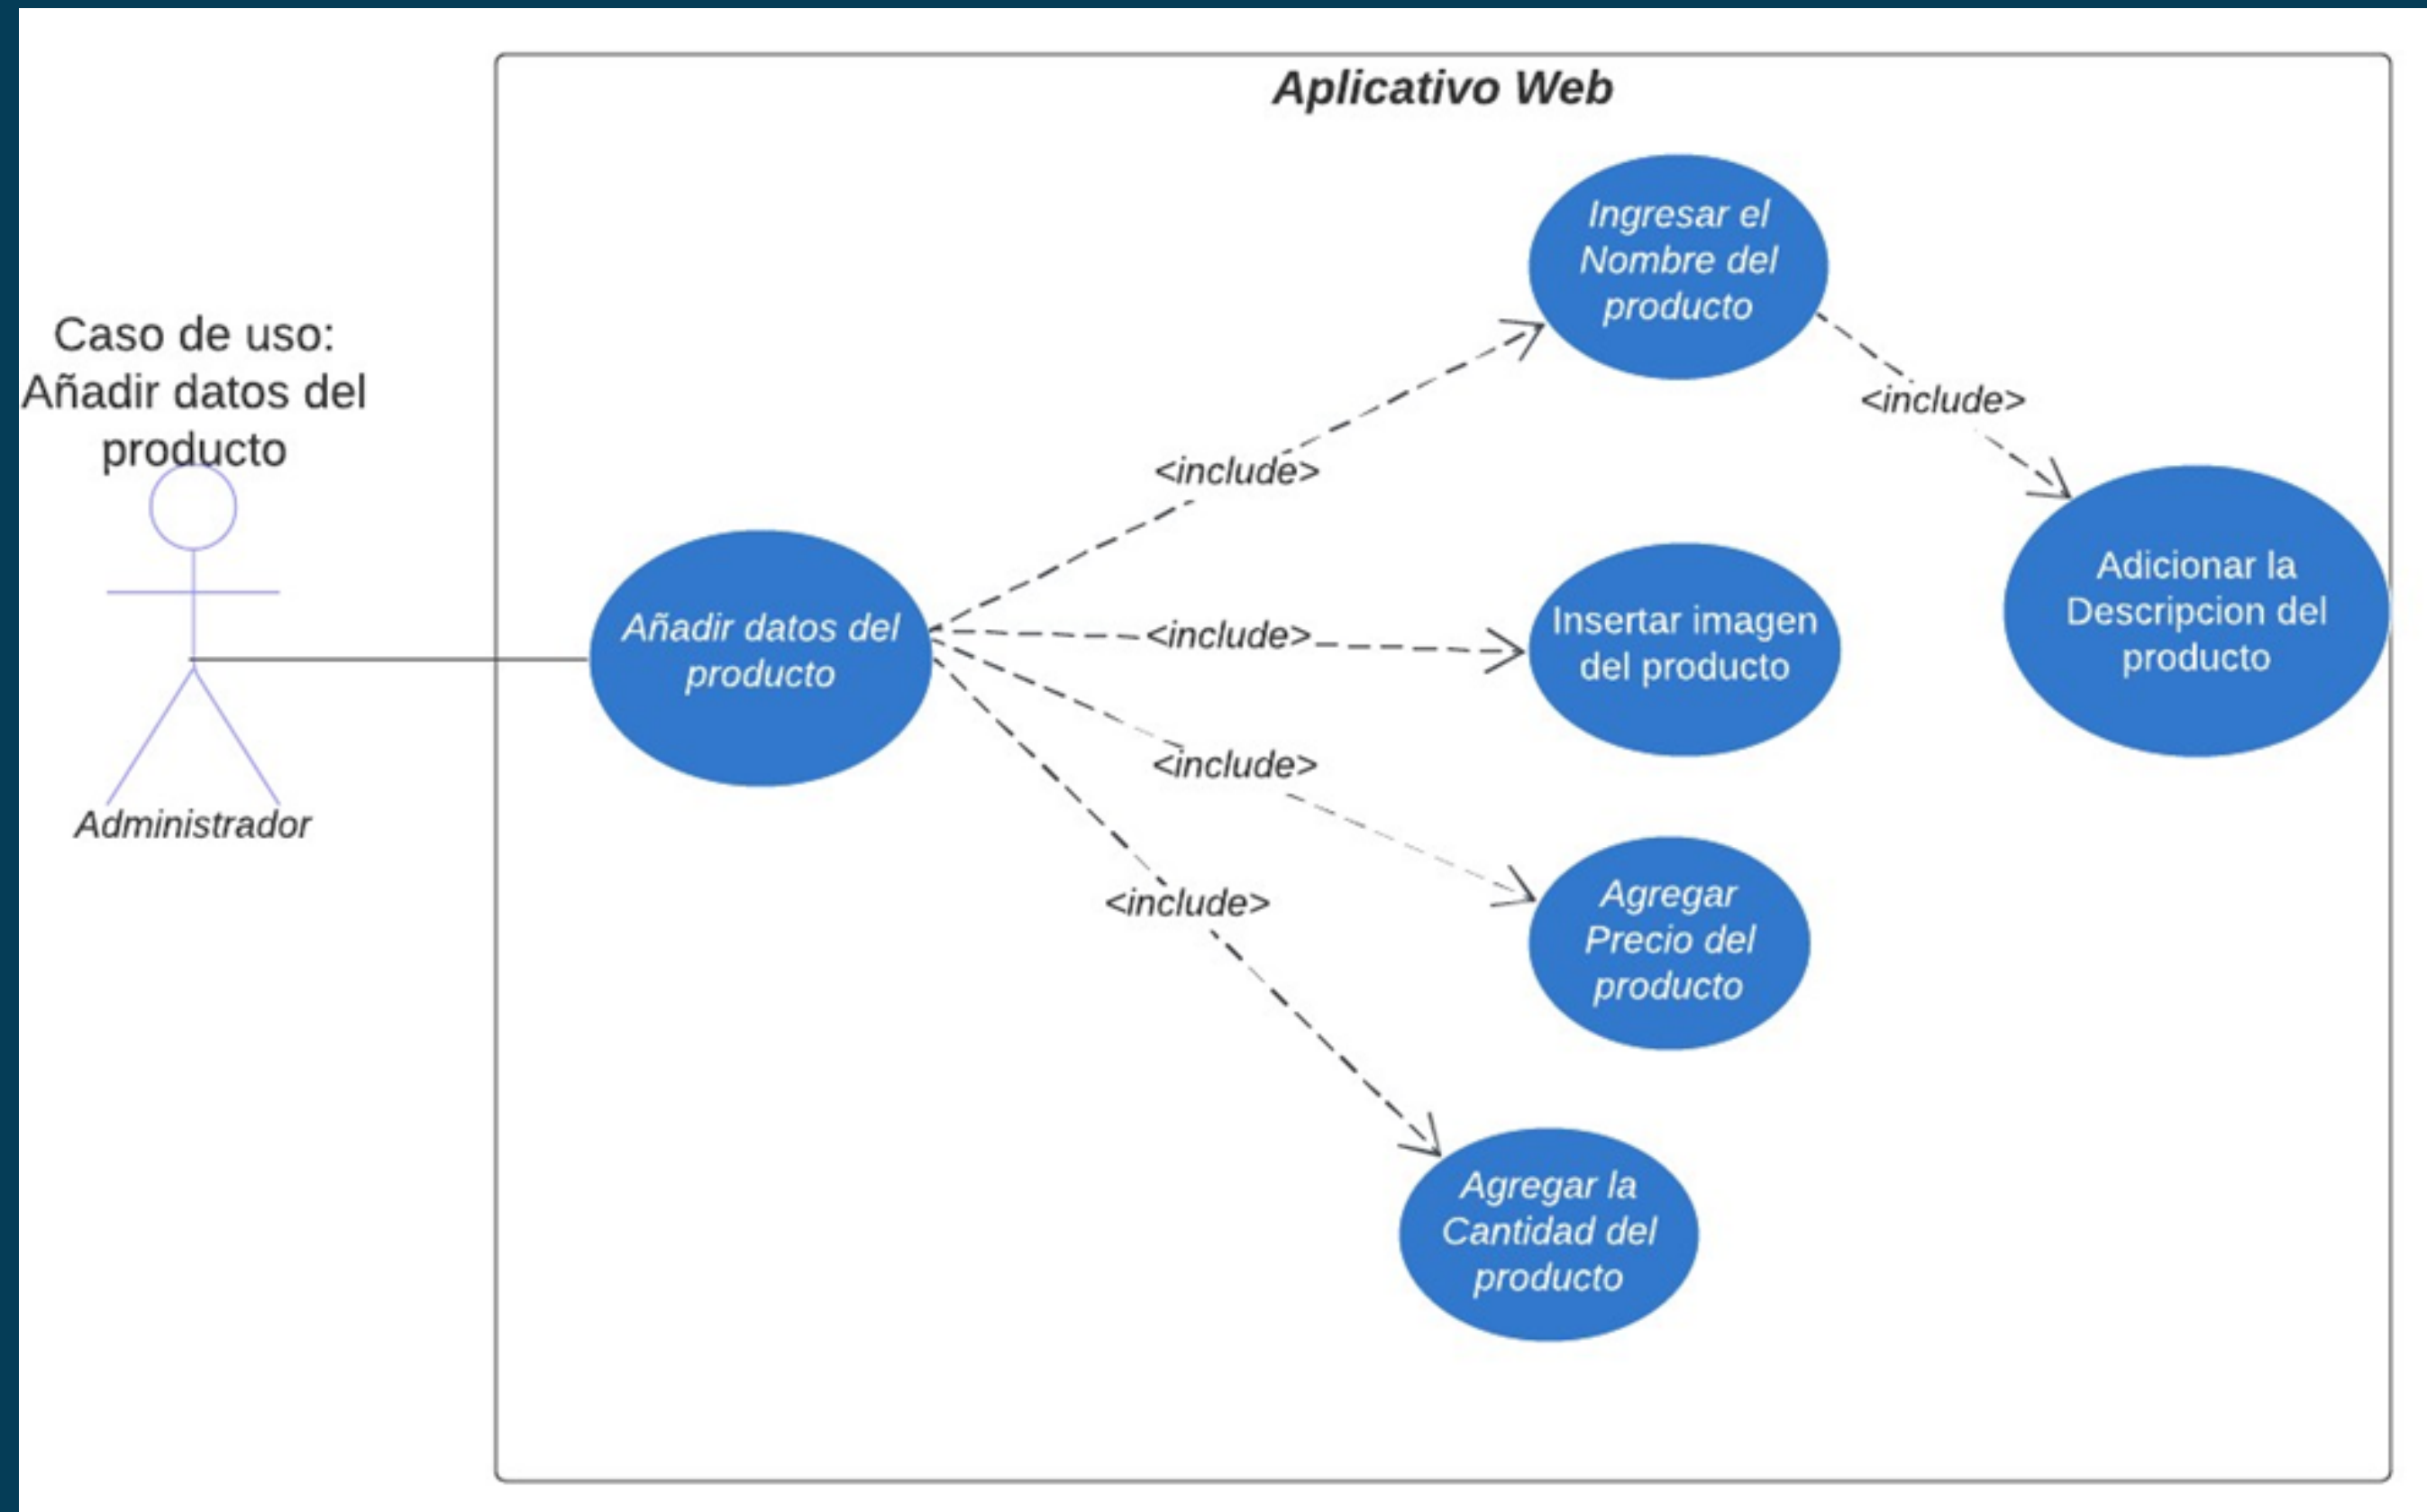 Aplicativo Web
Caso de uso:
Añadir datos del
producto
Administrador
Añadir datos del
producto
<include>
Ingresar el
Nombre del
producto
<include>
Adicionar la
Descripcion del
producto
<include>
Insertar imagen
del producto
<include>
Agregar
Precio del
producto
<include>
Agregar la
Cantidad del
producto